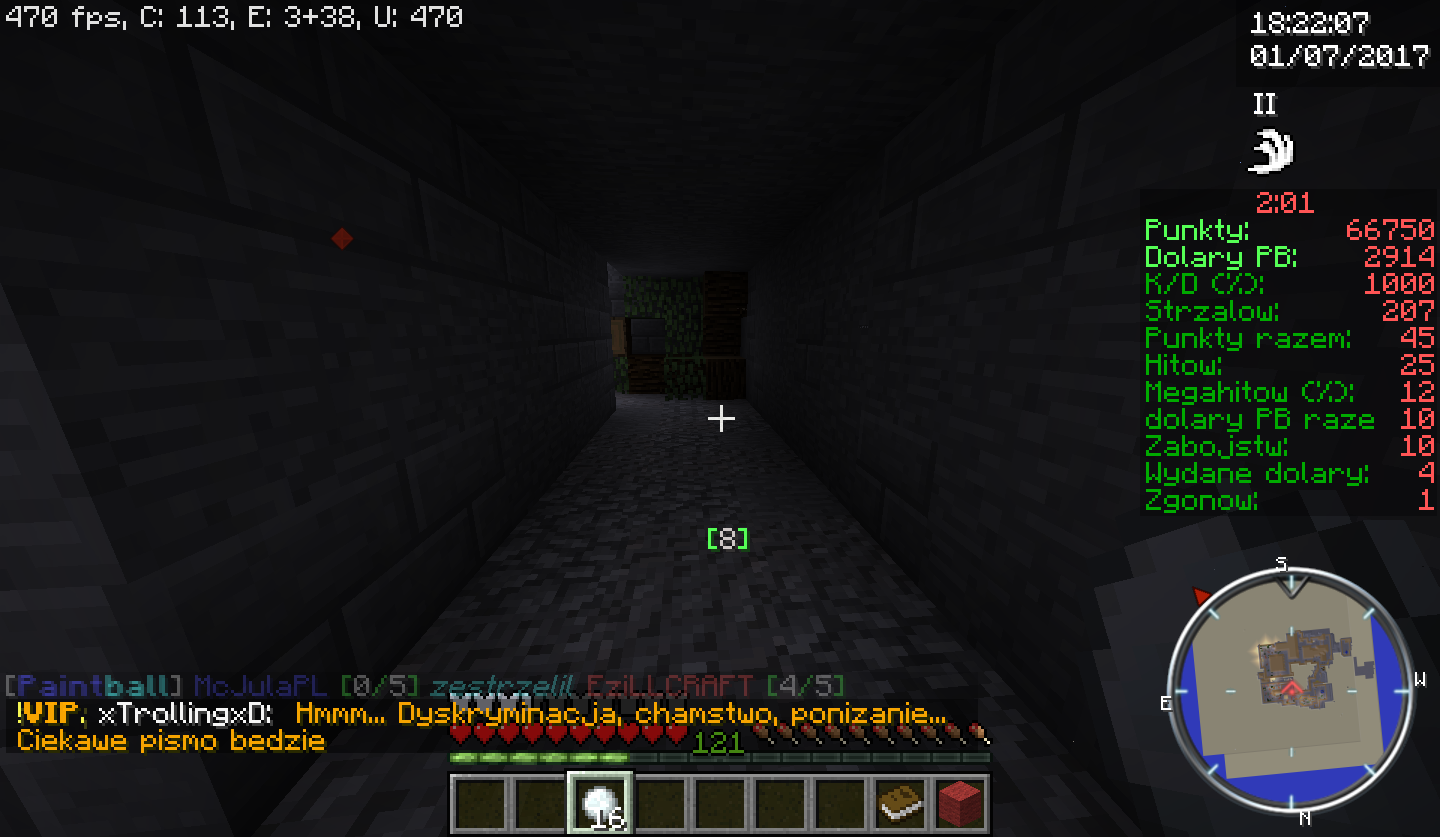 470 fps, C: 113, E: 3+38, U: 470
18:22:07
01/07/2017
II
2:01
Punkty: 66750
Dolary PB: 2914
K/D (%): 1000
Strzalow: 207
Punkty razem: 45
Hitow: 25
Megahitow (%): 12
dolary PB raze 10
Zabojstw: 10
Wydane dolary: 4
Zgonow: 1
[8]
S
W
E
N
[Paintball] McJulaPL [0/5] zestrzelil EziLLCRAFT [4/5]
!VIP. xTrollingxD: Hmmm... Dyskryminacja, chamstwo, ponizanie...
Ciekawe pismo bedzie
121
16